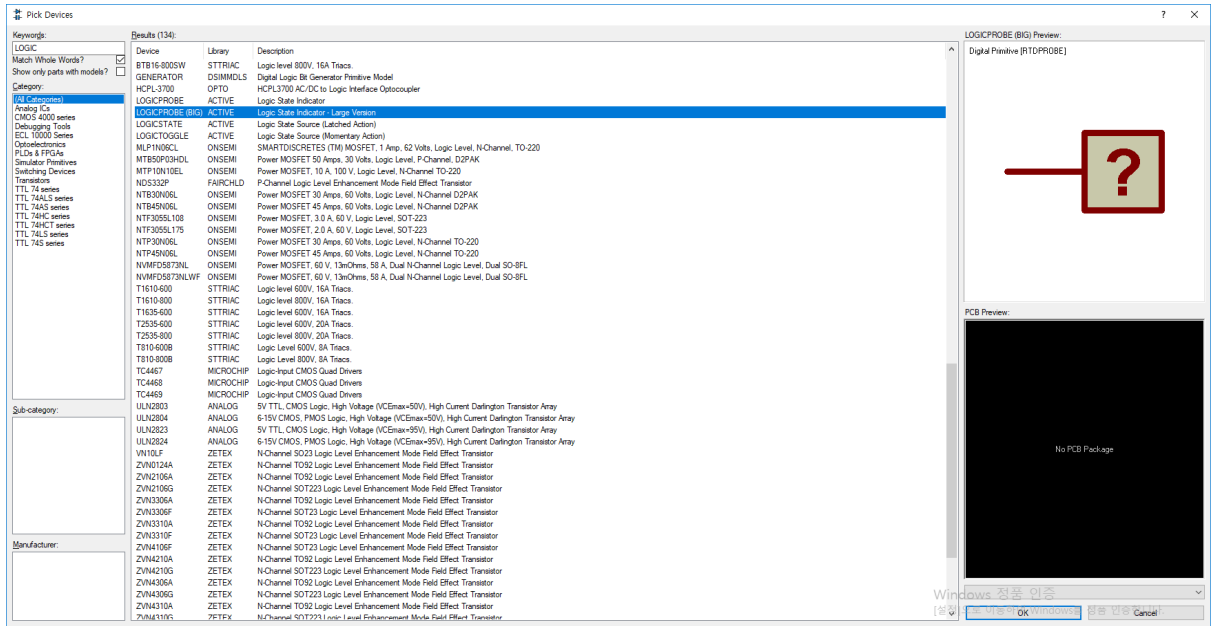 Pick Devices
? ×
Keywords:
LOGIC
Match Whole Words?
Show only parts with models?
Category:
(All Categories)
Analog ICs
CMOS 4000 series
Debugging Tools
ECL 10000 Series
Optoelectronics
PLDs & FPGAs
Simulator Primitives
Switching Devices
Transistors
TTL 74 series
TTL 74ALS series
TTL 74AS series
TTL 74HC series
TTL 74HCT series
TTL 74LS series
TTL 74S series
Sub-category:
Manufacturer:
Results (134):
Device Library Description
BTB16-800SW STTRIAC Logic level 800V, 16A Triacs.
GENERATOR DSIMMDLS Digital Logic Bit Generator Primitive Model
HCPL-3700 OPTO HCPL3700 AC/DC to Logic Interface Optocoupler
LOGICPROBE ACTIVE Logic State Indicator
LOGICPROBE (BIG) ACTIVE Logic State Indicator - Large Version
LOGICSTATE ACTIVE Logic State Source (Latched Action)
LOGICTOGGLE ACTIVE Logic State Source (Momentary Action)
MLP1N06CL ONSEMI SMARTDISCRETES (TM) MOSFET, 1 Amp, 62 Volts, Logic Level, N-Channel, TO-220
MTB50P03HDL ONSEMI Power MOSFET 50 Amps, 30 Volts, Logic Level, P-Channel, D2PAK
MTP10N10EL ONSEMI Power MOSFET, 10 A, 100 V, Logic Level, N-Channel TO-220
NDS332P FAIRCHLD P-Channel Logic Level Enhancement Mode Field Effect Transistor
NTB30N06L ONSEMI Power MOSFET 30 Amps, 60 Volts, Logic Level, N-Channel D2PAK
NTB45N06L ONSEMI Power MOSFET 45 Amps, 60 Volts, Logic Level, N-Channel D2PAK
NTF3055L108 ONSEMI Power MOSFET, 3.0 A, 60 V, Logic Level, SOT-223
NTF3055L175 ONSEMI Power MOSFET, 2.0 A, 60 V, Logic Level, SOT-223
NTP30N06L ONSEMI Power MOSFET 30 Amps, 60 Volts, Logic Level, N-Channel TO-220
NTP45N06L ONSEMI Power MOSFET 45 Amps, 60 Volts, Logic Level, N-Channel TO-220
NVMFD5873NL ONSEMI Power MOSFET, 60 V, 13mOhms, 58 A, Dual N-Channel Logic Level, Dual SO-8FL
NVMFD5873NLWF ONSEMI Power MOSFET, 60 V, 13mOhms, 58 A, Dual N-Channel Logic Level, Dual SO-8FL
T1610-600 STTRIAC Logic level 600V, 16A Triacs.
T1610-800 STTRIAC Logic level 800V, 16A Triacs.
T1635-600 STTRIAC Logic level 600V, 16A Triacs.
T2535-600 STTRIAC Logic level 600V, 20A Triacs.
T2535-800 STTRIAC Logic level 800V, 20A Triacs.
T810-600B STTRIAC Logic Level 600V, 8A Triacs.
T810-800B STTRIAC Logic Level 800V, 8A Triacs.
TC4467 MICROCHIP Logic-Input CMOS Quad Drivers
TC4468 MICROCHIP Logic-Input CMOS Quad Drivers
TC4469 MICROCHIP Logic-Input CMOS Quad Drivers
ULN2803 ANALOG 5V TTL, CMOS Logic, High Voltage (VCEmax=50V), High Current Darlington Transistor Array
ULN2804 ANALOG 6-15V CMOS, PMOS Logic, High Voltage (VCEmax=50V), High Current Darlington Transistor Array
ULN2823 ANALOG 5V TTL, CMOS Logic, High Voltage (VCEmax=95V), High Current Darlington Transistor Array
ULN2824 ANALOG 6-15V CMOS, PMOS Logic, High Voltage (VCEmax=95V), High Current Darlington Transistor Array
VN10LF ZETEX N-Channel SO23 Logic Level Enhancement Mode Field Effect Transistor
ZVN0124A ZETEX N-Channel TO92 Logic Level Enhancement Mode Field Effect Transistor
ZVN2106A ZETEX N-Channel TO92 Logic Level Enhancement Mode Field Effect Transistor
ZVN2106G ZETEX N-Channel SOT223 Logic Level Enhancement Mode Field Effect Transistor
ZVN3306A ZETEX N-Channel TO92 Logic Level Enhancement Mode Field Effect Transistor
ZVN3306F ZETEX N-Channel SOT23 Logic Level Enhancement Mode Field Effect Transistor
ZVN3310A ZETEX N-Channel TO92 Logic Level Enhancement Mode Field Effect Transistor
ZVN3310F ZETEX N-Channel SOT23 Logic Level Enhancement Mode Field Effect Transistor
ZVN4106F ZETEX N-Channel SOT23 Logic Level Enhancement Mode Field Effect Transistor
ZVN4210A ZETEX N-Channel TO92 Logic Level Enhancement Mode Field Effect Transistor
ZVN4210G ZETEX N-Channel SOT223 Logic Level Enhancement Mode Field Effect Transistor
ZVN4306A ZETEX N-Channel TO92 Logic Level Enhancement Mode Field Effect Transistor
ZVN4306G ZETEX N-Channel SOT223 Logic Level Enhancement Mode Field Effect Transistor
ZVN4310A ZETEX N-Channel TO92 Logic Level Enhancement Mode Field Effect Transistor
ZVN4310G ZETEX N-Channel SOT223 Logic Level Enhancement Mode Field Effect Transistor
LOGICPROBE (BIG) Preview:
Digital Primitive [RTDPROBE]
?
PCB Preview:
No PCB Package
Windows 정품 인증
OK Cancel